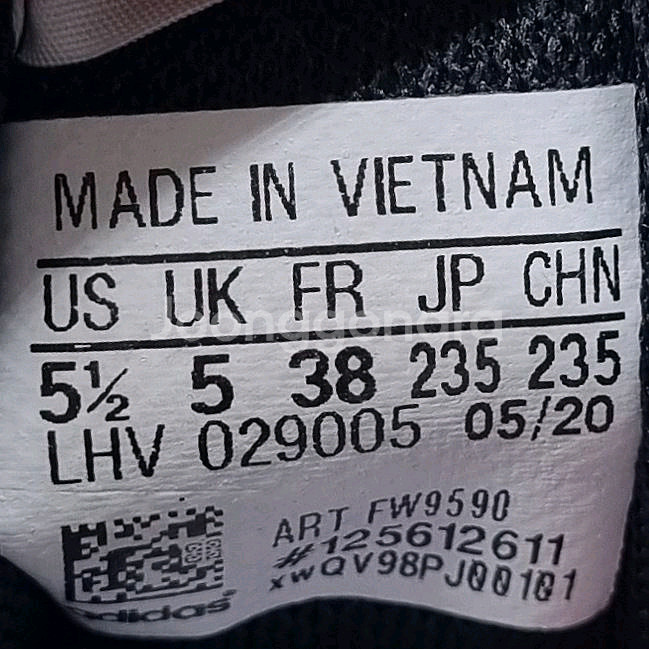 MADE IN VIETNAM
US UK FR JP CHN
5½ 5 38 235 235
LHV 029005 05/20
ART FW9590
#125612611
xwQV98PJ00101
adidas
Joonggonara